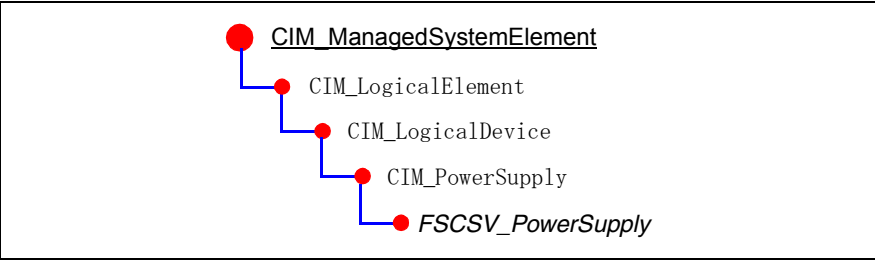 CIM_ManagedSystemElement
CIM_LogicalElement
CIM_LogicalDevice
CIM_PowerSupply
FSCSV_PowerSupply